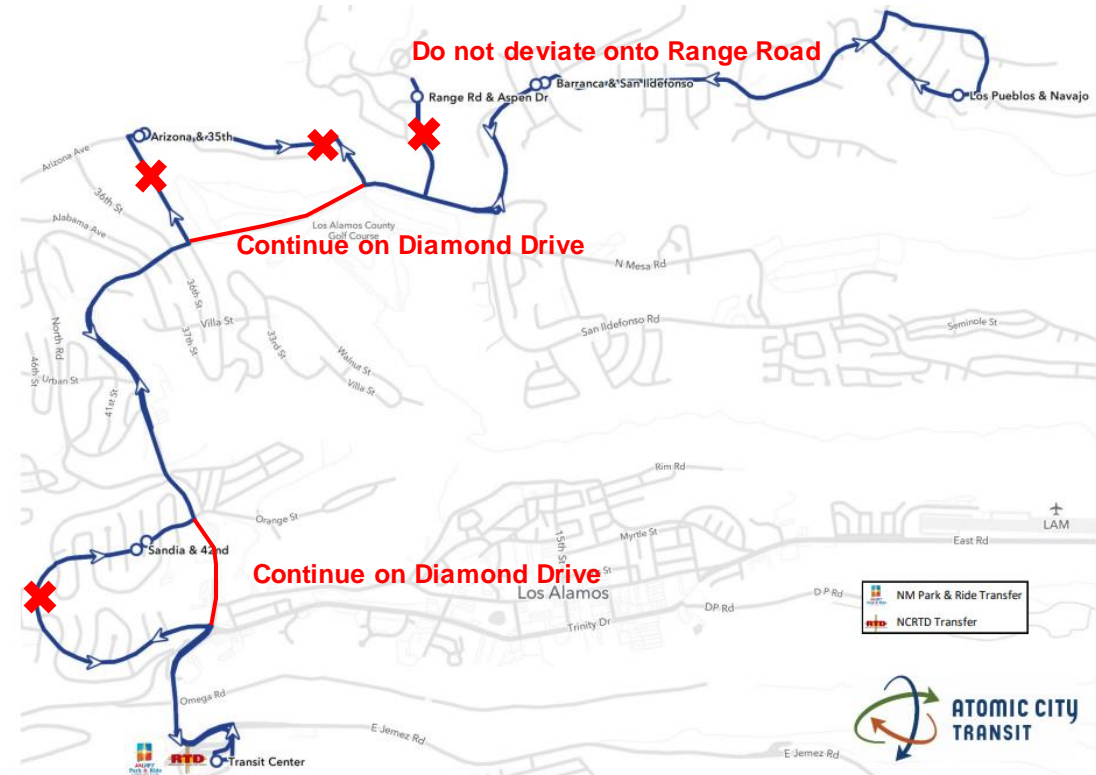 Do not deviate onto Range Road
Barranca & San Ildefonso
Range Rd & Aspen Dr
Los Pueblos & Navajo
Arizona & 35th
Arizona Ave
36th St
Alabama Ave
Los Alamos County
Golf Course
Continue on Diamond Drive
N Mesa Rd
36th St
San Ildefonso Rd
Seminole St
North Rd
Villa St
37th St
33rd St
Walnut St
46th St
Urban St
Villa St
41st St
Rim Rd
Orange St
LAM
15th St
Myrtle St
East Rd
Sandia & 42nd
Continue on Diamond Drive
St
Los Alamos
DP Rd
D P Rd
Trinity Dr
NM Park & Ride Transfer
NCRTD Transfer
Omega Rd
ATOMIC CITY
TRANSIT
E Jemez Rd
E Jemez Rd
Park & Ride
RTD
Transit Center